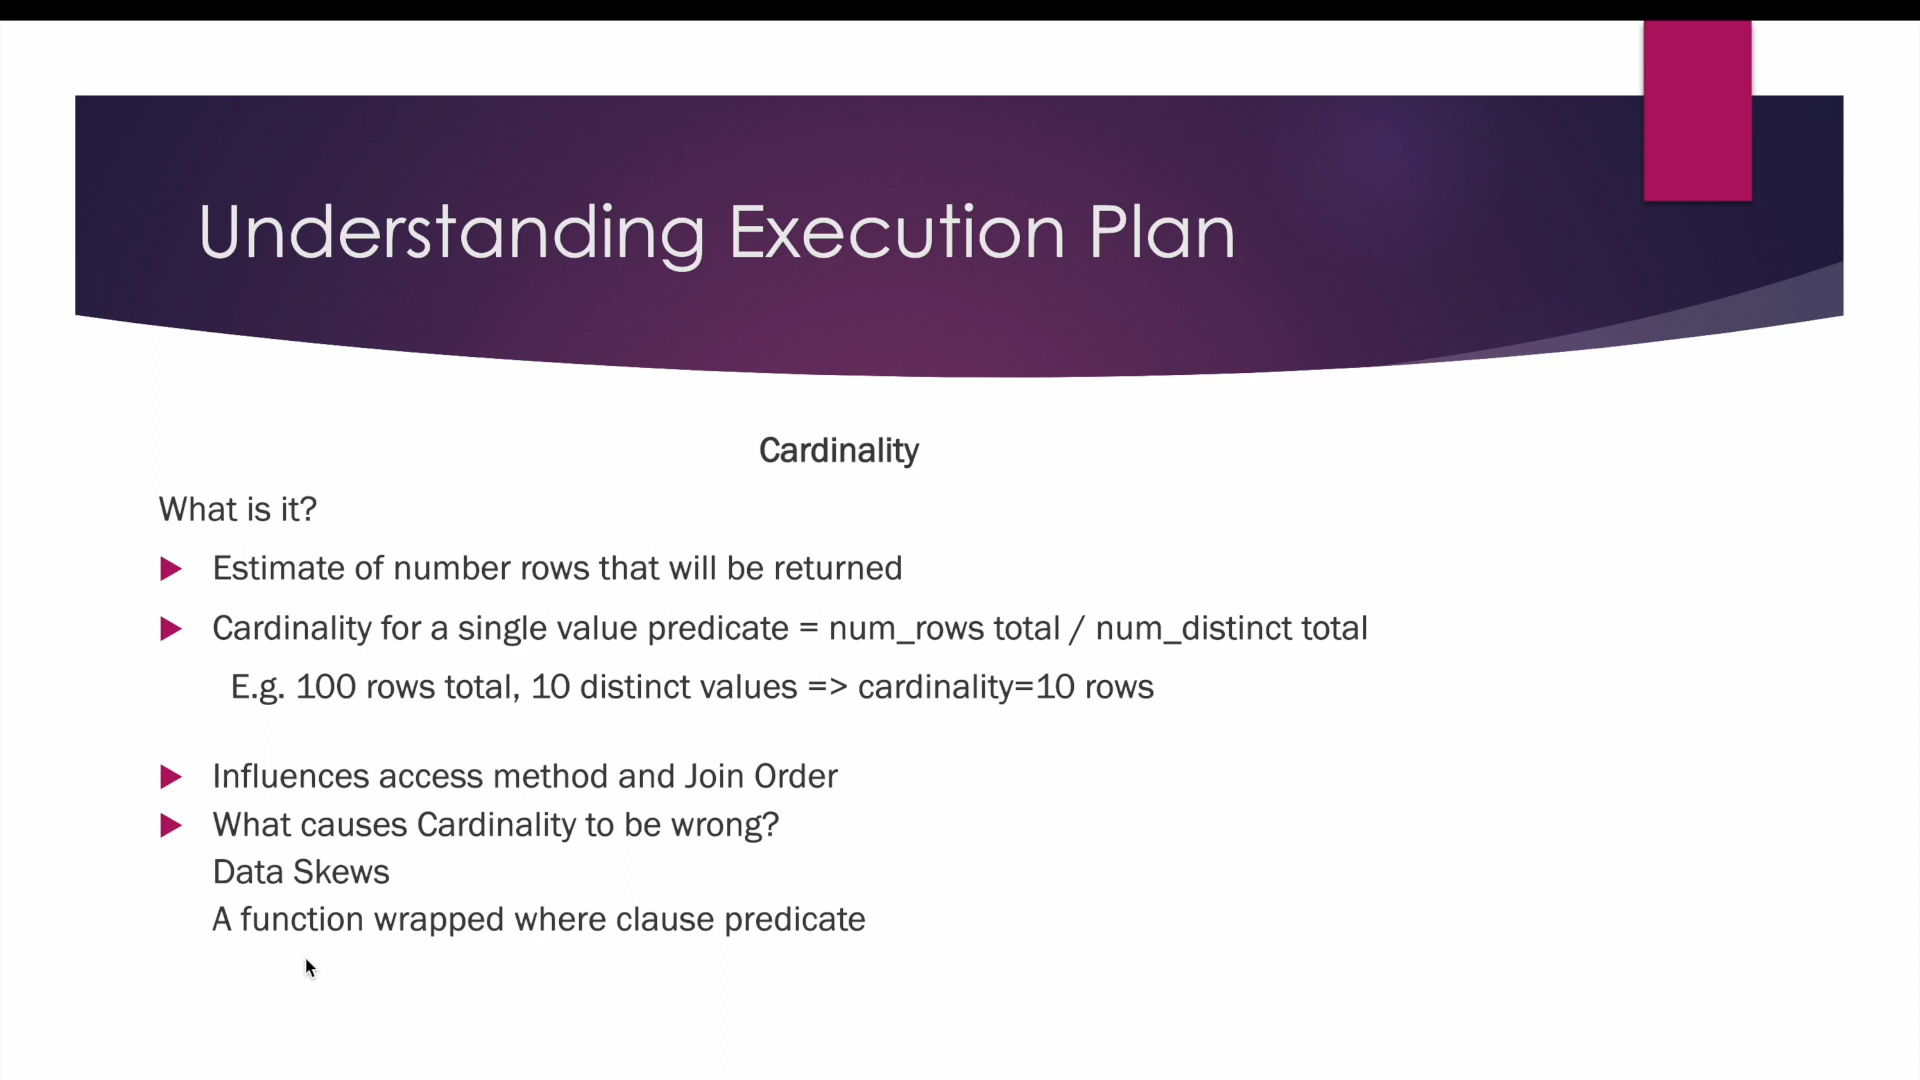 Understanding Execution Plan
Cardinality
What is it?
Estimate of number rows that will be returned
Cardinality for a single value predicate = num_rows total / num_distinct total
E.g. 100 rows total, 10 distinct values => cardinality=10 rows
Influences access method and Join Order
What causes Cardinality to be wrong?
Data Skews
A function wrapped where clause predicate